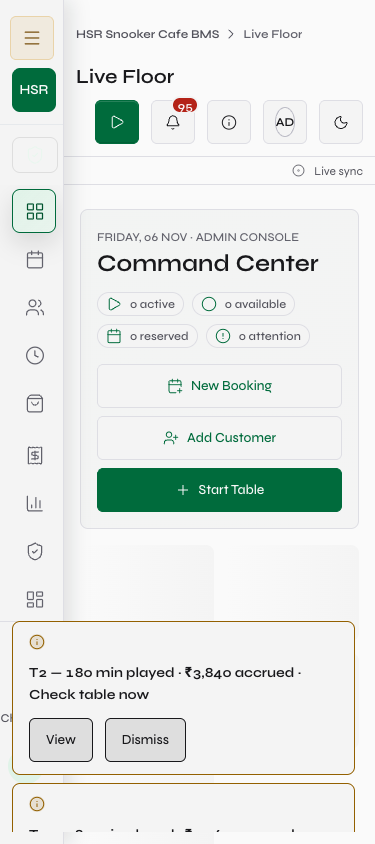 HSR Snooker Cafe BMS > Live Floor
HSR
Live Floor
95
AD
Live sync
FRIDAY, 06 NOV · ADMIN CONSOLE
Command Center
0 active
0 available
0 reserved
0 attention
New Booking
Add Customer
+ Start Table
T2 — 180 min played · ₹3,840 accrued ·
Check table now
View
Dismiss